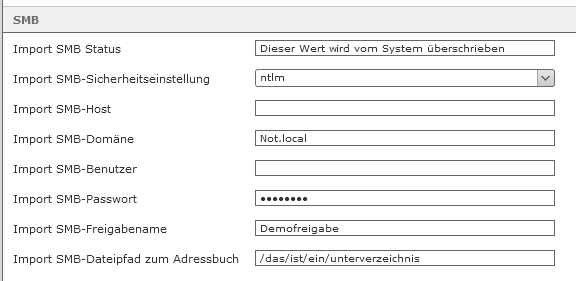 SMB
Import SMB Status Dieser Wert wird vom System überschrieben
Import SMB-Sicherheitseinstellung ntlm
Import SMB-Host
Import SMB-Domäne Not.local
Import SMB-Benutzer
Import SMB-Passwort ••••••••
Import SMB-Freigabename Demofreigabe
Import SMB-Dateipfad zum Adressbuch /das/ist/ein/unterverzeichnis